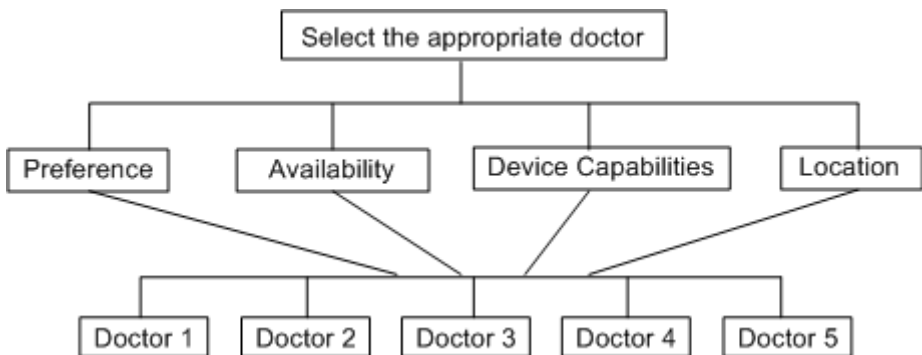 Select the appropriate doctor
Preference
Availability
Device Capabilities
Location
Doctor 1
Doctor 2
Doctor 3
Doctor 4
Doctor 5